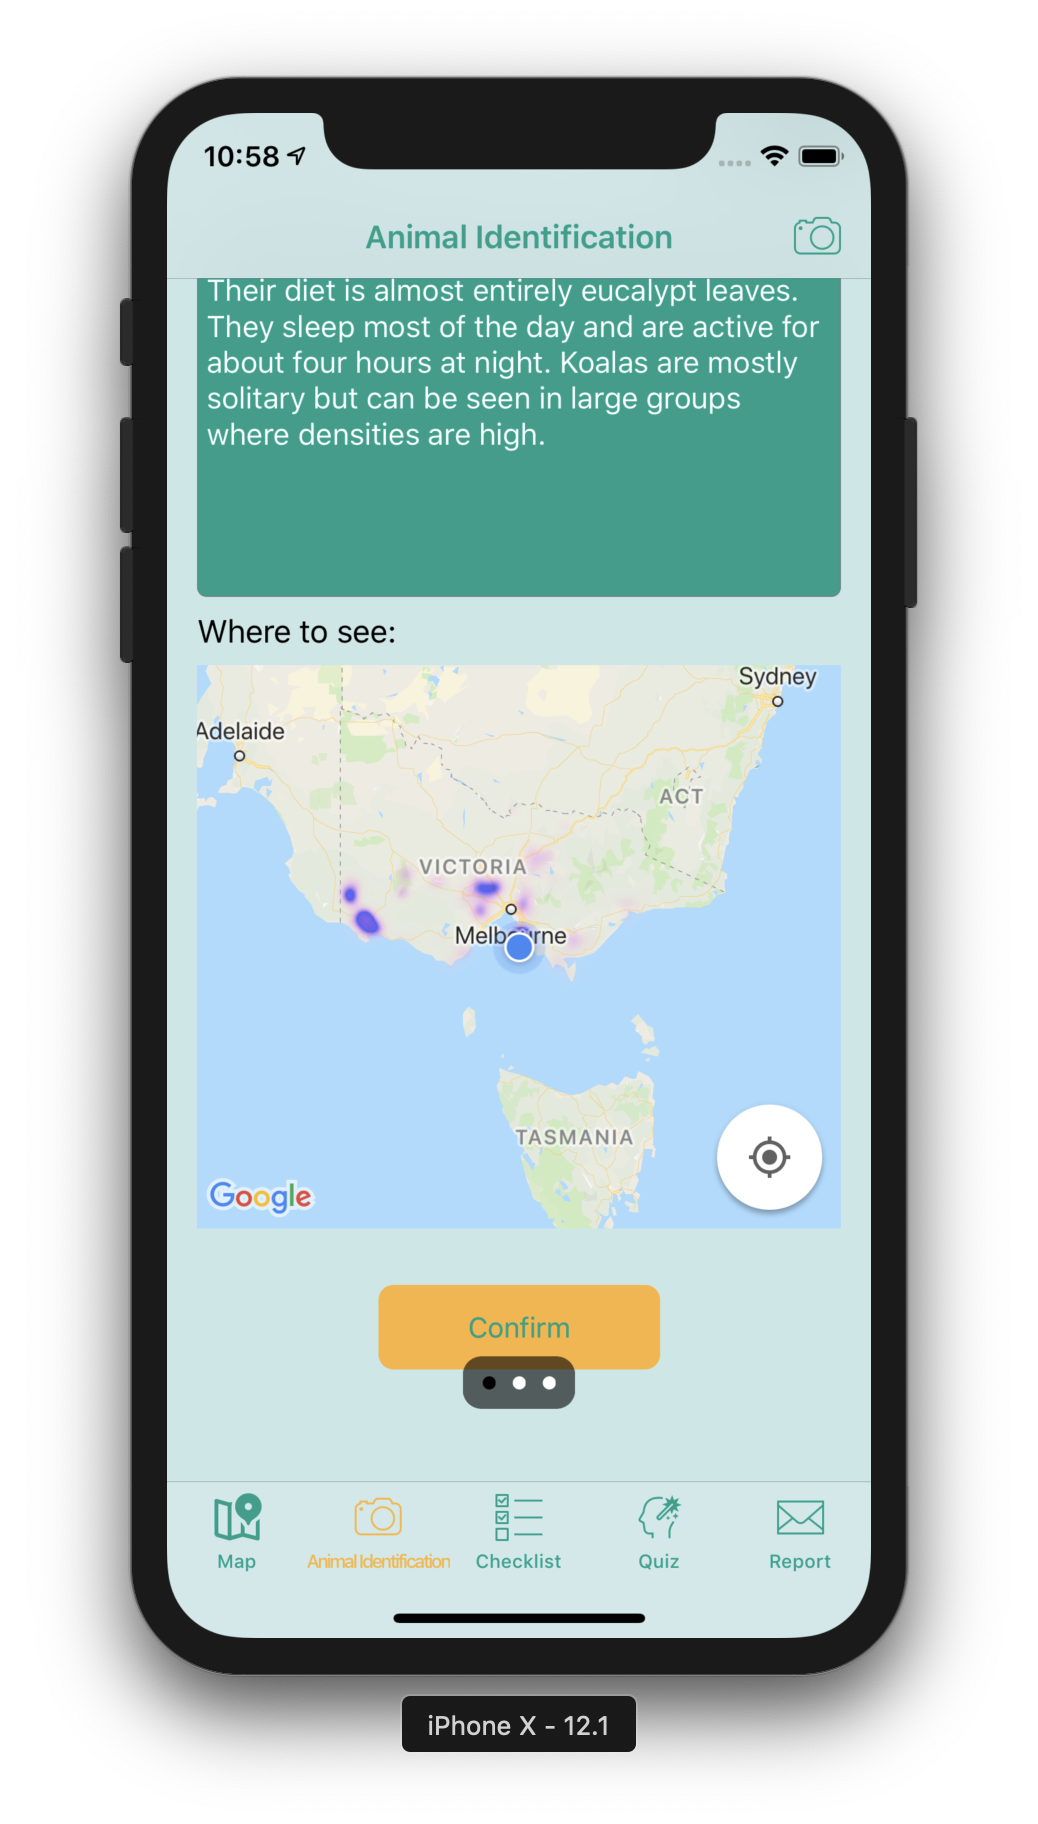 10:58
Animal Identification
Their diet is almost entirely eucalypt leaves.
They sleep most of the day and are active for
about four hours at night. Koalas are mostly
solitary but can be seen in large groups
where densities are high.
Where to see:
Sydney
Adelaide
ACT
VICTORIA
Melbourne
TASMANIA
Google
Confirm
Map
Animal Identification
Checklist
Quiz
Report
iPhone X - 12.1